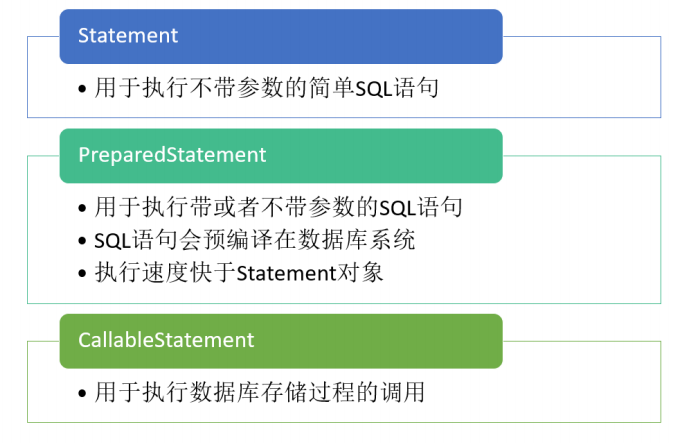 Statement
• 用于执行不带参数的简单SQL语句
PreparedStatement
• 用于执行带或者不带参数的SQL语句
• SQL语句会预编译在数据库系统
• 执行速度快于Statement对象
CallableStatement
• 用于执行数据库存储过程的调用